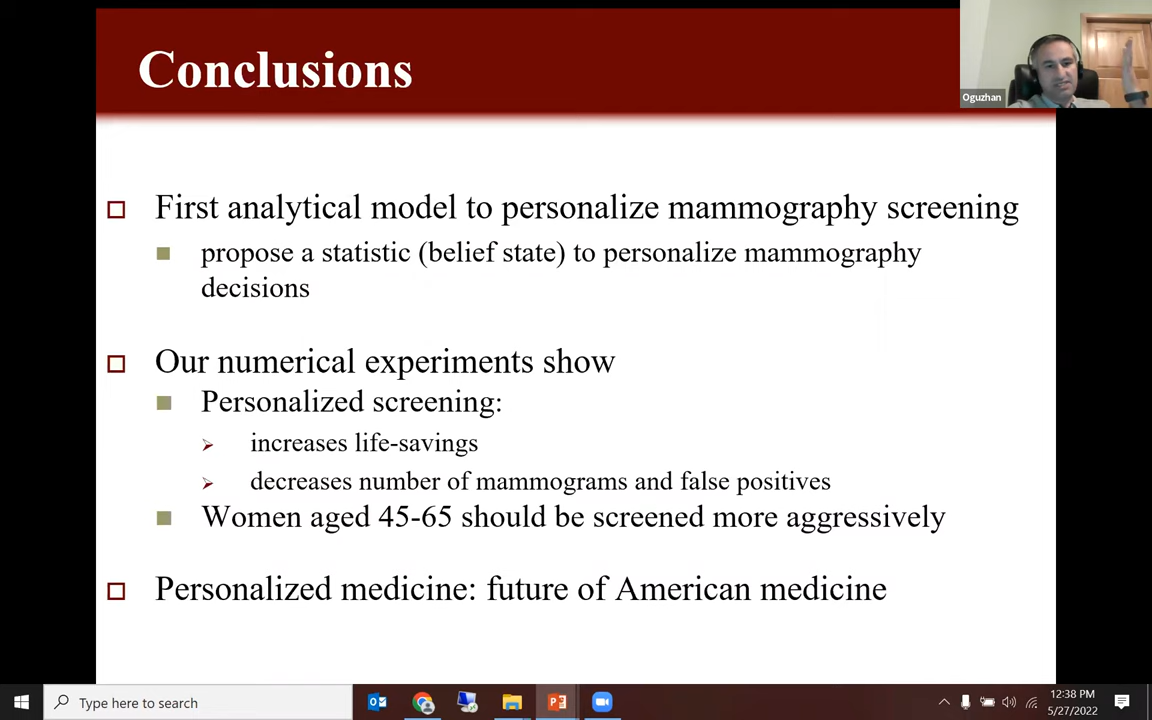 Conclusions
Oguzhan
First analytical model to personalize mammography screening
propose a statistic (belief state) to personalize mammography
decisions
Our numerical experiments show
Personalized screening:
increases life-savings
decreases number of mammograms and false positives
Women aged 45-65 should be screened more aggressively
Personalized medicine: future of American medicine
Type here to search
12:38 PM
5/27/2022